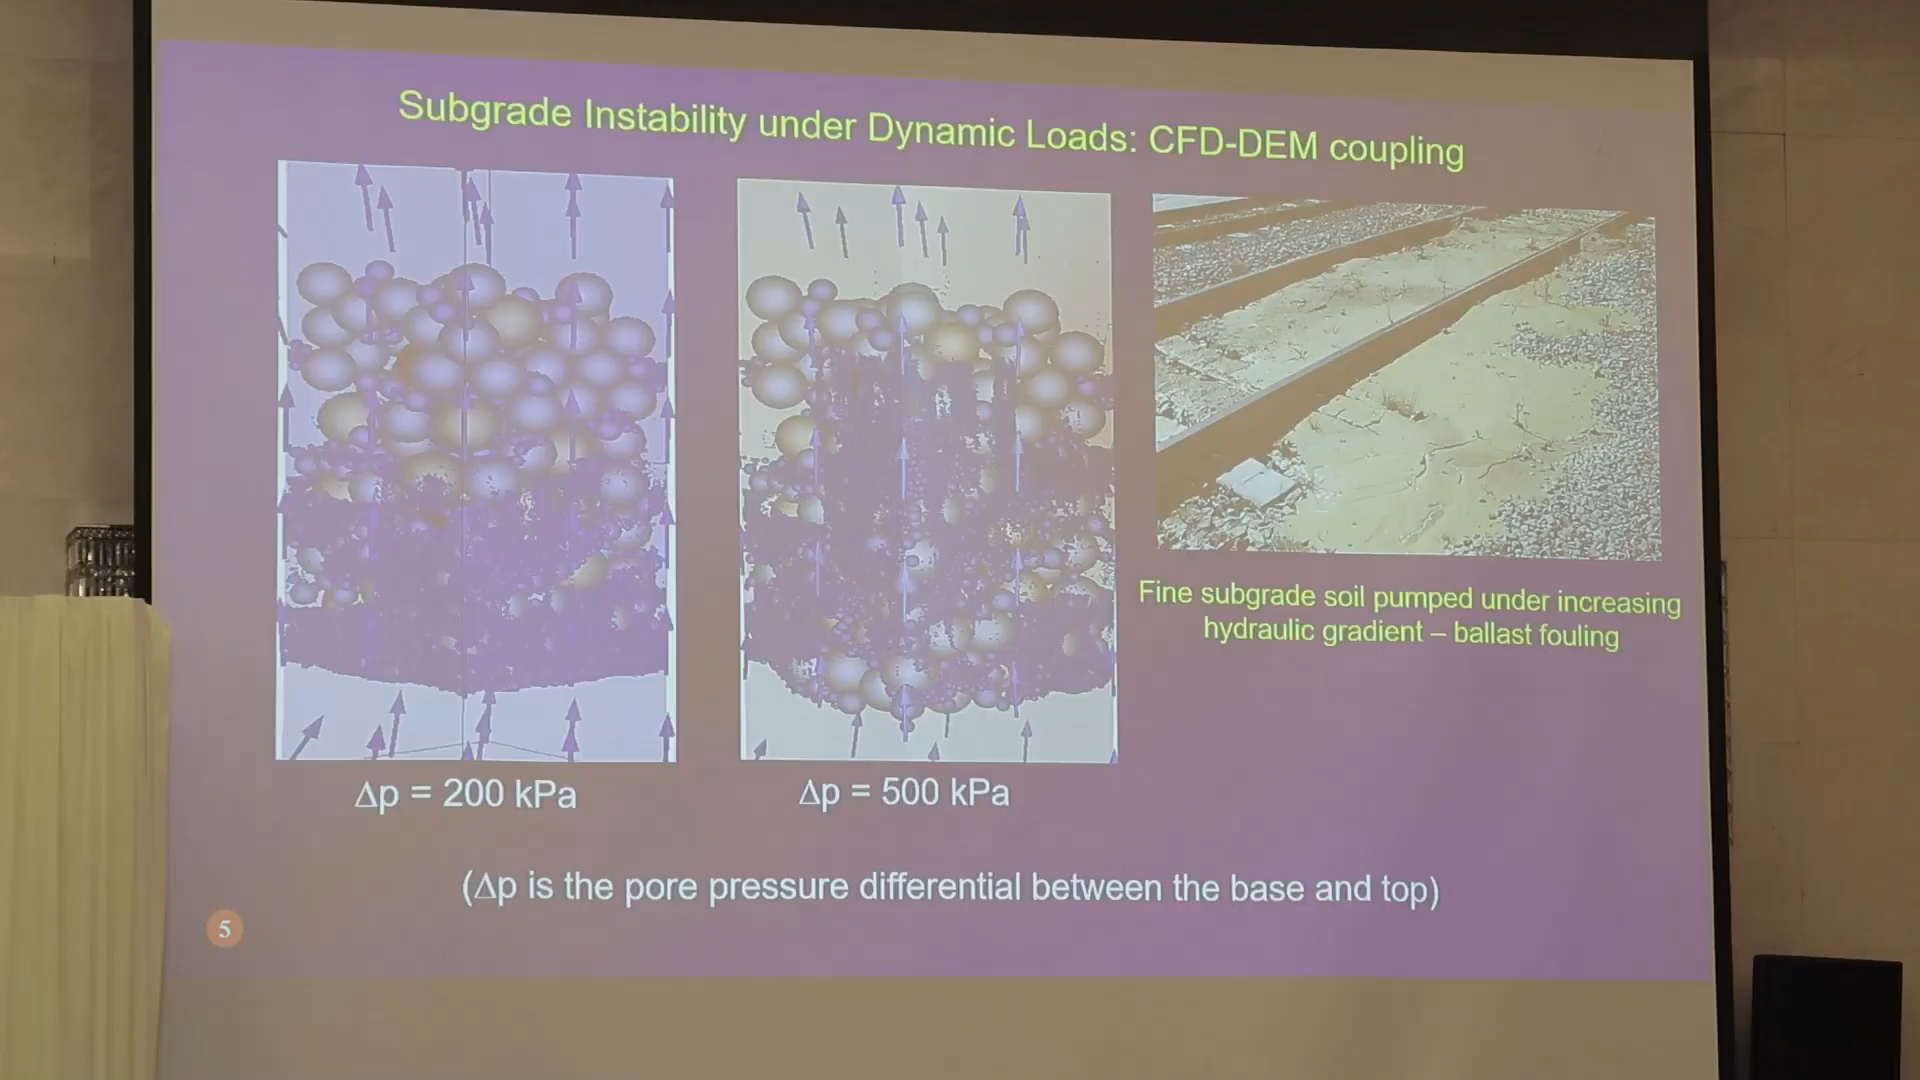 Subgrade Instability under Dynamic Loads: CFD-DEM coupling
Fine subgrade soil pumped under increasing
hydraulic gradient – ballast fouling
Δp = 200 kPa
Δp = 500 kPa
(Δp is the pore pressure differential between the base and top)
5